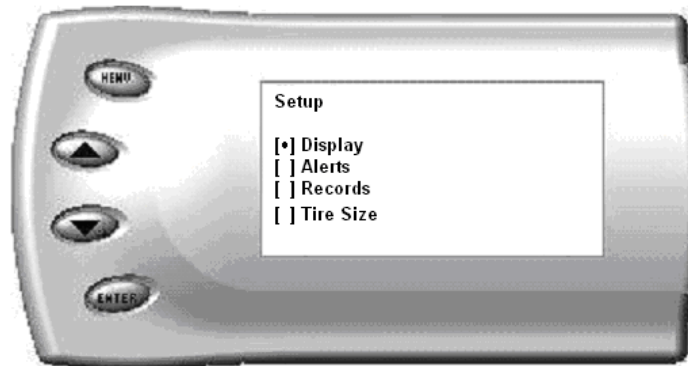 MENU
Setup
[•] Display
[ ] Alerts
[ ] Records
[ ] Tire Size
ENTER